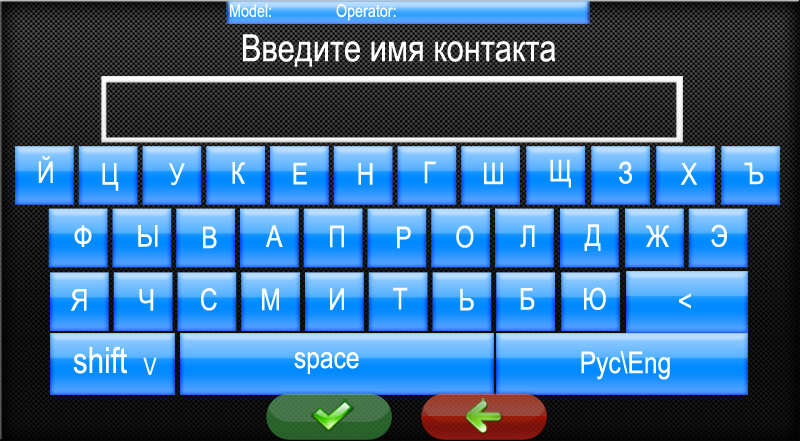 Model: Operator:
Введите имя контакта
Й Ц У К Е Н Г Ш Щ З Х Ъ
Ф Ы В А П Р О Л Д Ж Э
Я Ч С М И Т Ь Б Ю <
shift V space Рус\Eng